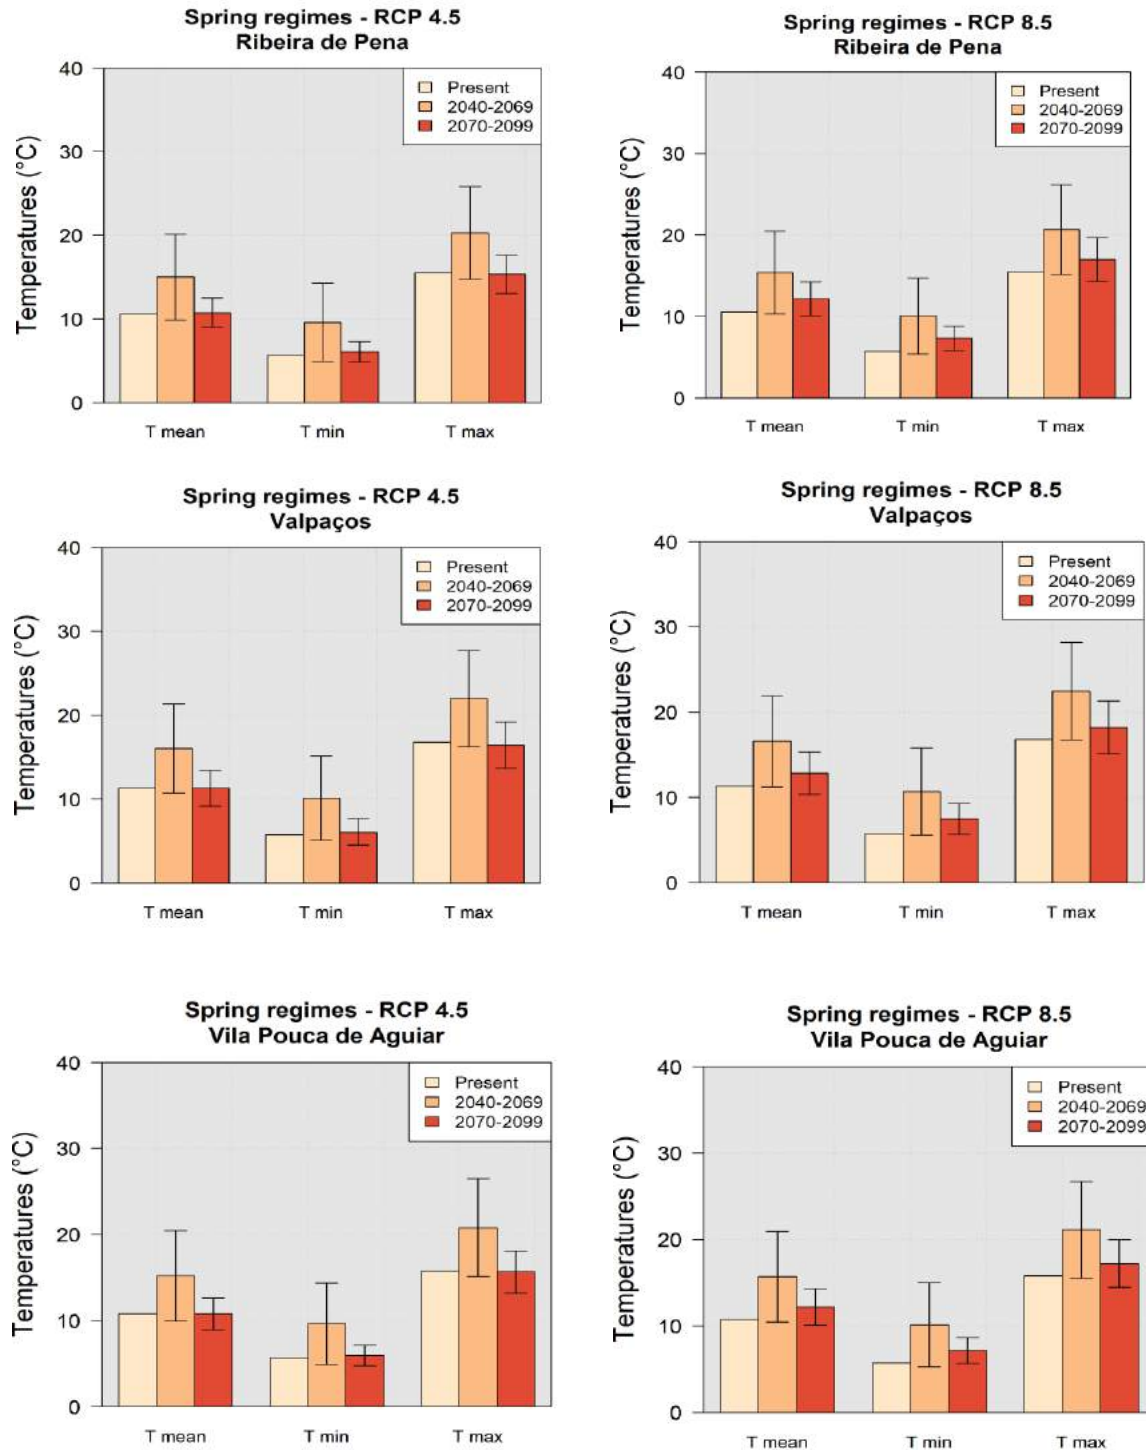 Spring regimes - RCP 4.5
Ribeira de Pena
40
30
20
10
0
Temperatures (°C)
Present
2040-2069
2070-2099
T mean
T min
T max
Spring regimes - RCP 8.5
Ribeira de Pena
40
30
20
10
0
Temperatures (°C)
Present
2040-2069
2070-2099
T mean
T min
T max
Spring regimes - RCP 4.5
Valpaços
40
30
20
10
0
Temperatures (°C)
Present
2040-2069
2070-2099
T mean
T min
T max
Spring regimes - RCP 8.5
Valpaços
40
30
20
10
0
Temperatures (°C)
Present
2040-2069
2070-2099
T mean
T min
T max
Spring regimes - RCP 4.5
Vila Pouca de Aguiar
40
30
20
10
0
Temperatures (°C)
Present
2040-2069
2070-2099
T mean
T min
T max
Spring regimes - RCP 8.5
Vila Pouca de Aguiar
40
30
20
10
0
Temperatures (°C)
Present
2040-2069
2070-2099
T mean
T min
T max